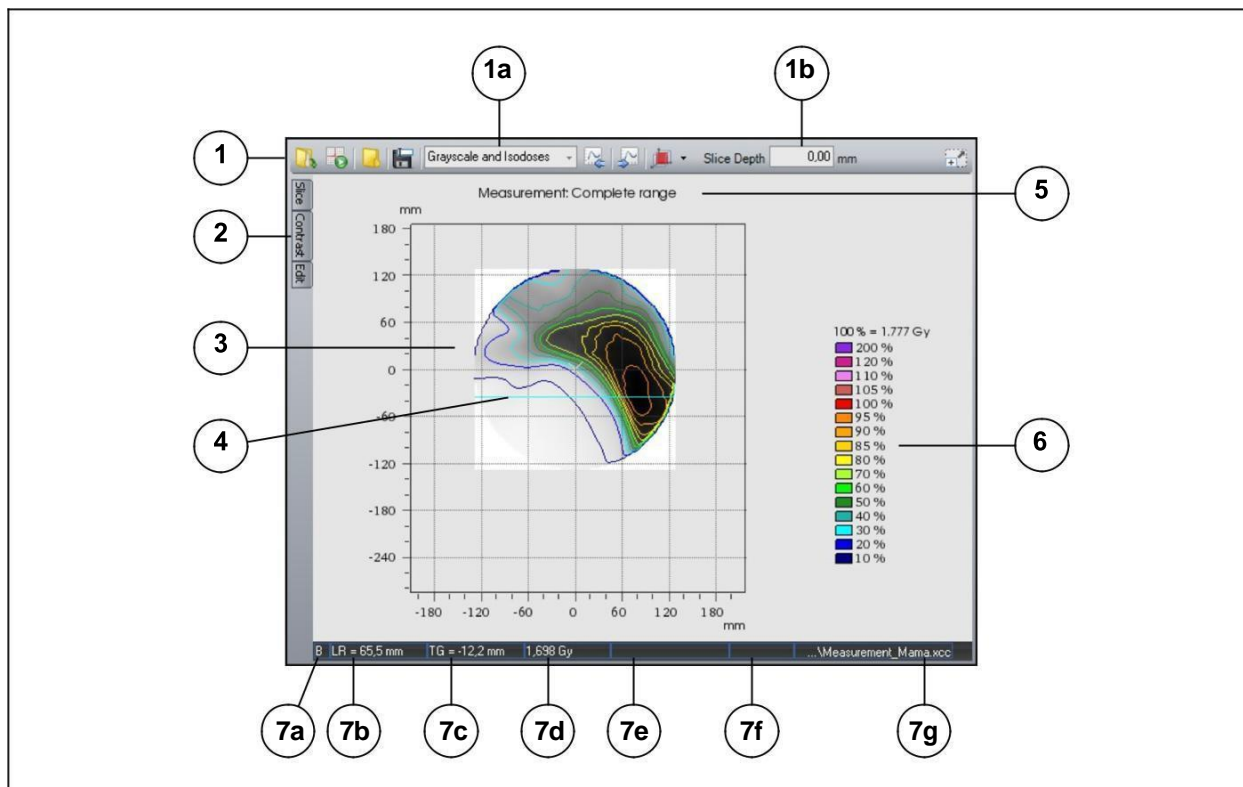 1a
1b
1
Grayscale and Isodoses
Slice Depth 0,00 mm
Slice
Contrast
Edit
2
Measurement: Complete range
5
mm
180
120
60
0
-60
-120
-180
-240
-180 -120 -60 0 60 120 180
mm
3
4
100 % = 1.777 Gy
200 %
120 %
110 %
105 %
100 %
95 %
90 %
85 %
80 %
70 %
60 %
50 %
40 %
30 %
20 %
10 %
6
B LR = 65,5 mm TG = -12,2 mm 1,698 Gy ...\Measurement_Mama.xcc
7a 7b 7c 7d 7e 7f 7g